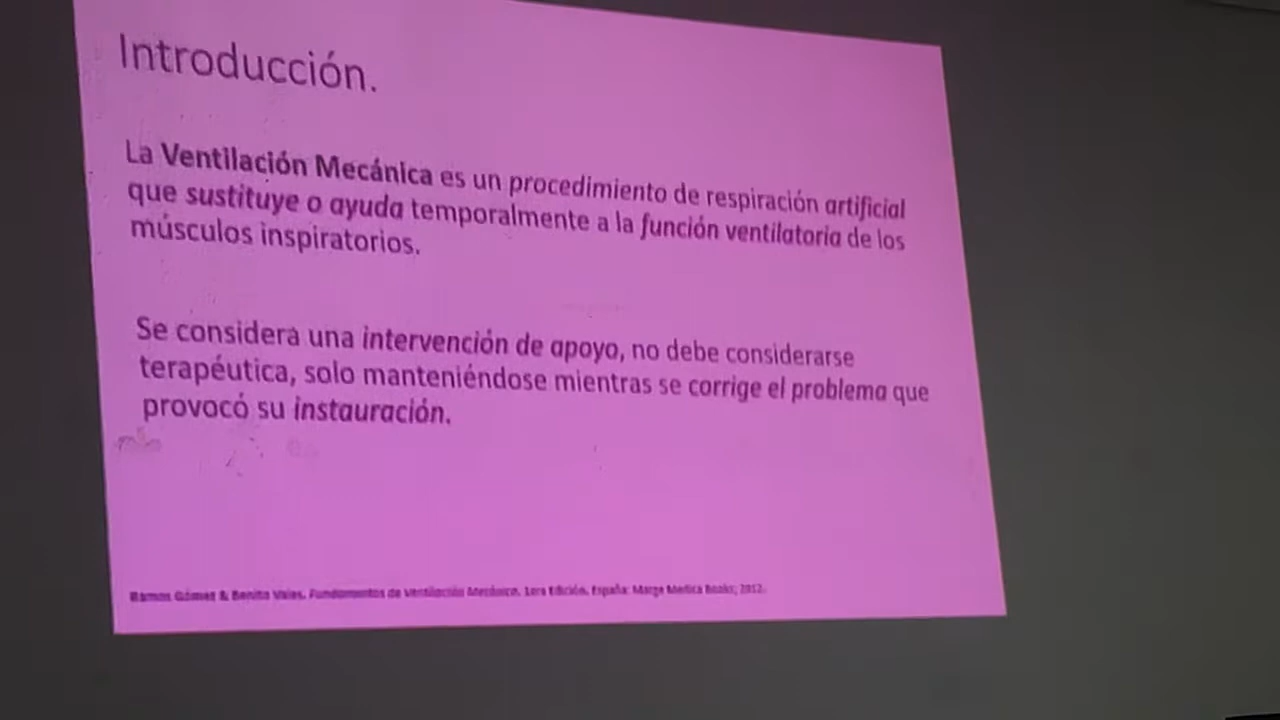 Introducción.
La Ventilación Mecánica es un procedimiento de respiración artificial
que sustituye o ayuda temporalmente a la función ventilatoria de los
músculos inspiratorios.
Se considera una intervención de apoyo, no debe considerarse
terapéutica, solo manteniéndose mientras se corrige el problema que
provocó su instauración.
Ramos Gómez & Benito Vales. Fundamentos de Ventilación Mecánica. 1era Edición. España: Marge Medica Books; 2012.